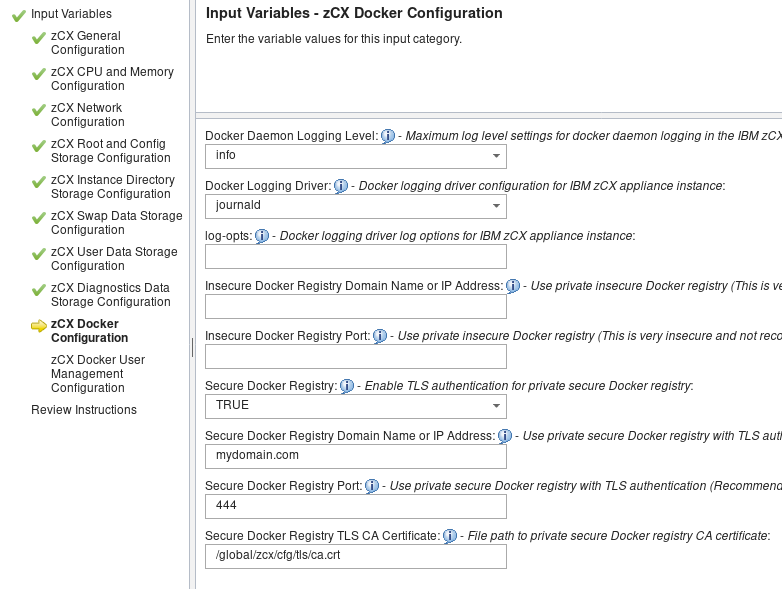 Input Variables
zCX General
Configuration
zCX CPU and Memory
Configuration
zCX Network
Configuration
zCX Root and Config
Storage Configuration
zCX Instance Directory
Storage Configuration
zCX Swap Data Storage
Configuration
zCX User Data Storage
Configuration
zCX Diagnostics Data
Storage Configuration
zCX Docker
Configuration
zCX Docker User
Management
Configuration
Review Instructions
Input Variables - zCX Docker Configuration
Enter the variable values for this input category.
Docker Daemon Logging Level: i - Maximum log level settings for docker daemon logging in the IBM zCX
info
Docker Logging Driver: i - Docker logging driver configuration for IBM zCX appliance instance:
journald
log-opts: i - Docker logging driver log options for IBM zCX appliance instance:
Insecure Docker Registry Domain Name or IP Address: i - Use private insecure Docker registry (This is ve
Insecure Docker Registry Port: i - Use private insecure Docker registry (This is very insecure and not reco
Secure Docker Registry: i - Enable TLS authentication for private secure Docker registry:
TRUE
Secure Docker Registry Domain Name or IP Address: i - Use private secure Docker registry with TLS aut
mydomain.com
Secure Docker Registry Port: i - Use private secure Docker registry with TLS authentication (Recommend
444
Secure Docker Registry TLS CA Certificate: i - File path to private secure Docker registry CA certificate:
/global/zcx/cfg/tls/ca.crt